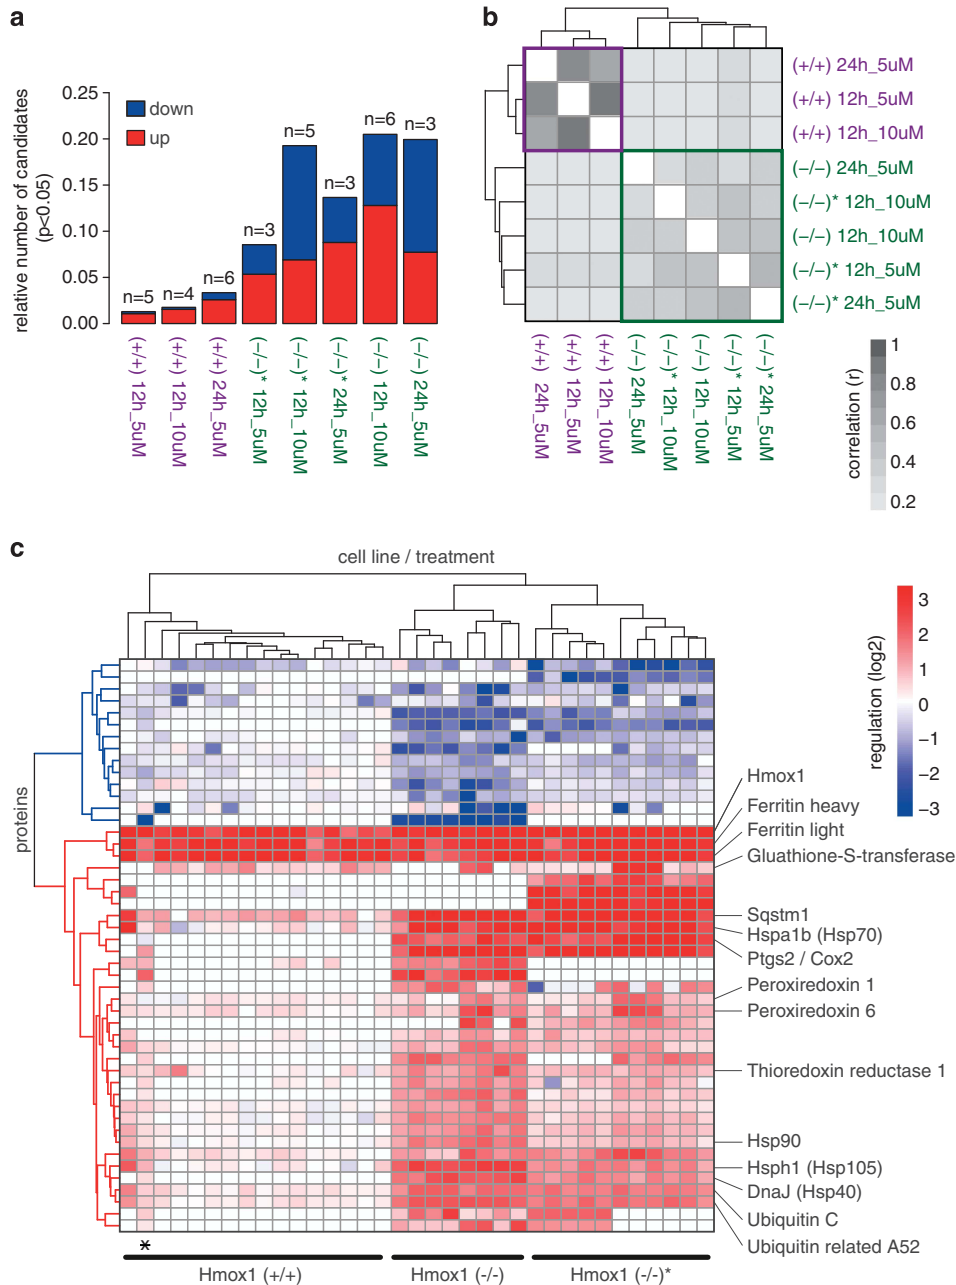 a
relative number of candidates
(p<0.05)
0.25
0.20
0.15
0.10
0.05
0.00
down
up
n=5
n=4
n=6
n=3
n=5
n=3
n=6
n=3
(+/+) 12h_5uM
(+/+) 12h_10uM
(+/+) 24h_5uM
(−/−)* 12h_5uM
(−/−)* 12h_10uM
(−/−)* 24h_5uM
(−/−) 12h_10uM
(−/−) 24h_5uM
b
(+/+) 24h_5uM
(+/+) 12h_5uM
(+/+) 12h_10uM
(−/−) 24h_5uM
(−/−)* 12h_10uM
(−/−) 12h_10uM
(−/−)* 12h_5uM
(−/−)* 24h_5uM
(+/+) 24h_5uM
(+/+) 12h_5uM
(+/+) 12h_10uM
(−/−) 24h_5uM
(−/−)* 12h_10uM
(−/−) 12h_10uM
(−/−)* 12h_5uM
(−/−)* 24h_5uM
correlation (r)
1
0.8
0.6
0.4
0.2
c
cell line / treatment
proteins
regulation (log2)
3
2
1
0
−1
−2
−3
Hmox1
Ferritin heavy
Ferritin light
Gluathione-S-transferase
Sqstm1
Hspa1b (Hsp70)
Ptgs2 / Cox2
Peroxiredoxin 1
Peroxiredoxin 6
Thioredoxin reductase 1
Hsp90
Hsph1 (Hsp105)
DnaJ (Hsp40)
Ubiquitin C
Ubiquitin related A52
*
Hmox1 (+/+)
Hmox1 (-/-)
Hmox1 (-/-)*